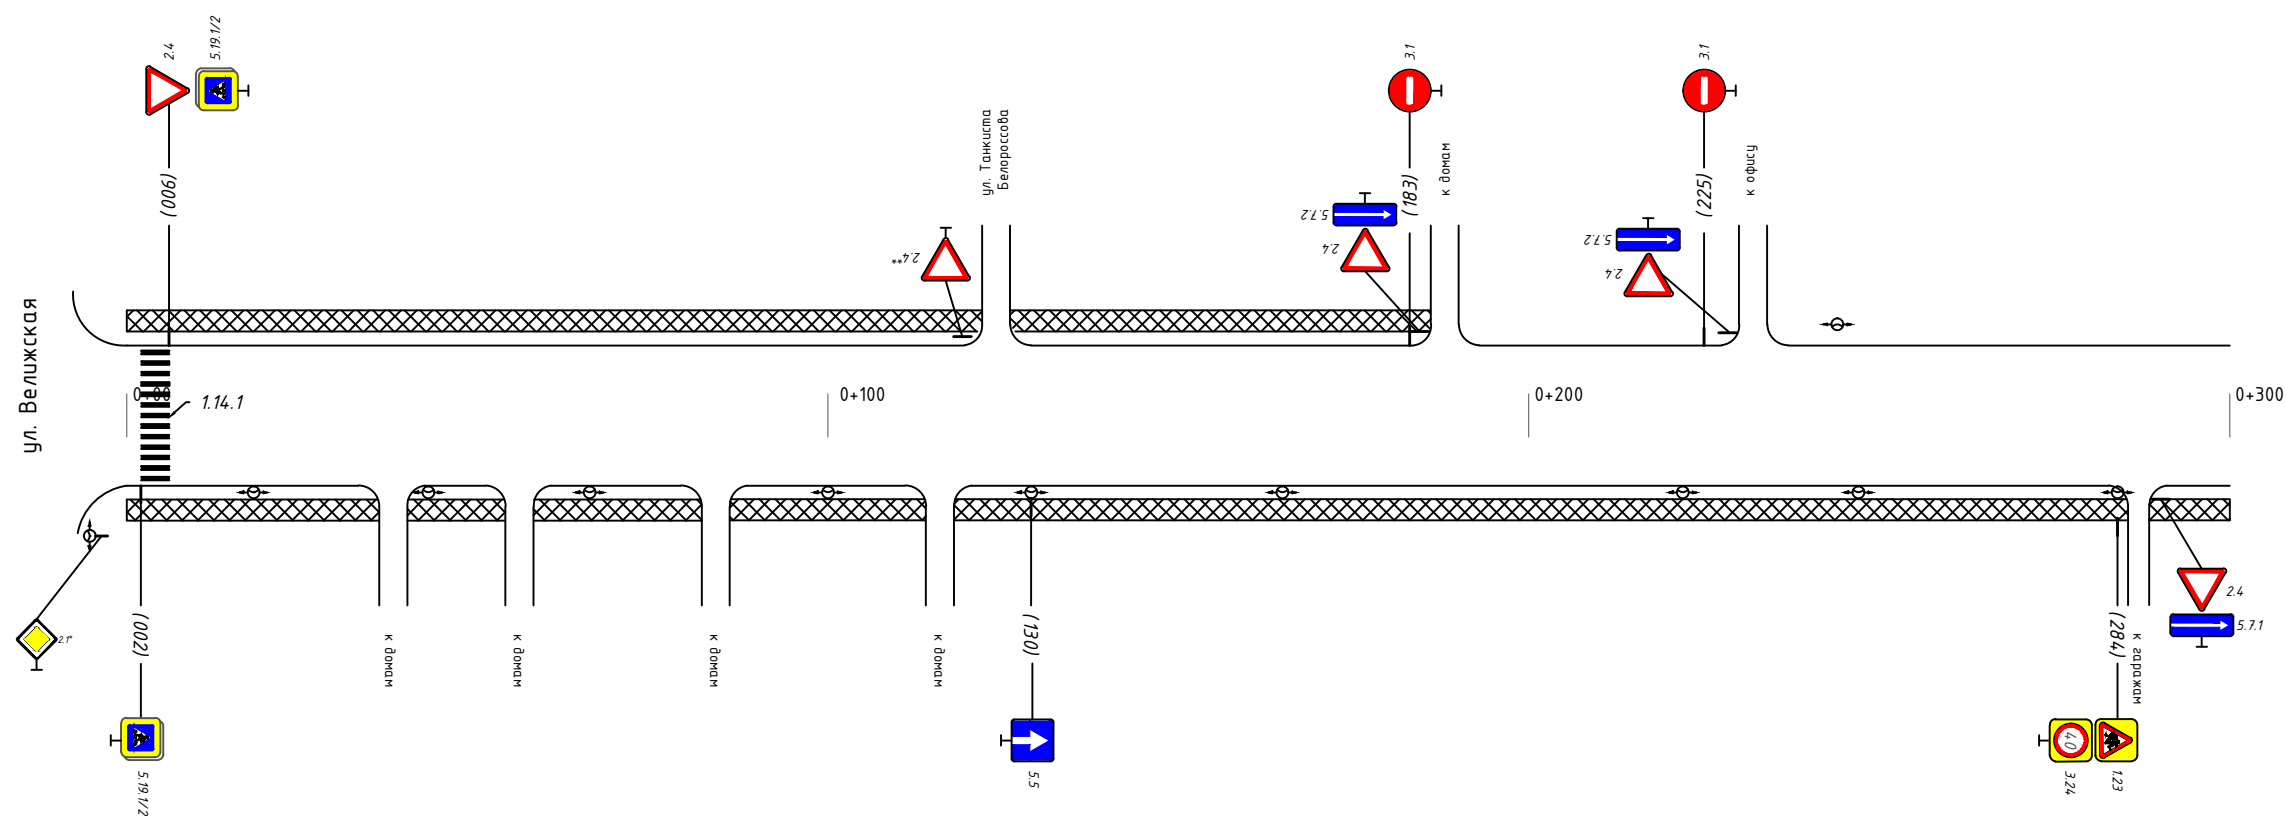 2.4
5.19.1/2
(006)
ул. Великская
1.14.1
2.4**
ул. Танкиста
Белороссова
0+100
3.1
(183)
к домам
5.7.2
2.4
3.1
(225)
к офису
5.7.2
2.4
0+200
0+300
2.1*
(002)
5.19.1/2
к домам
к домам
к домам
к домам
(130)
5.5
(284)
к гаражам
40
3.24
1.23
2.4
5.7.1